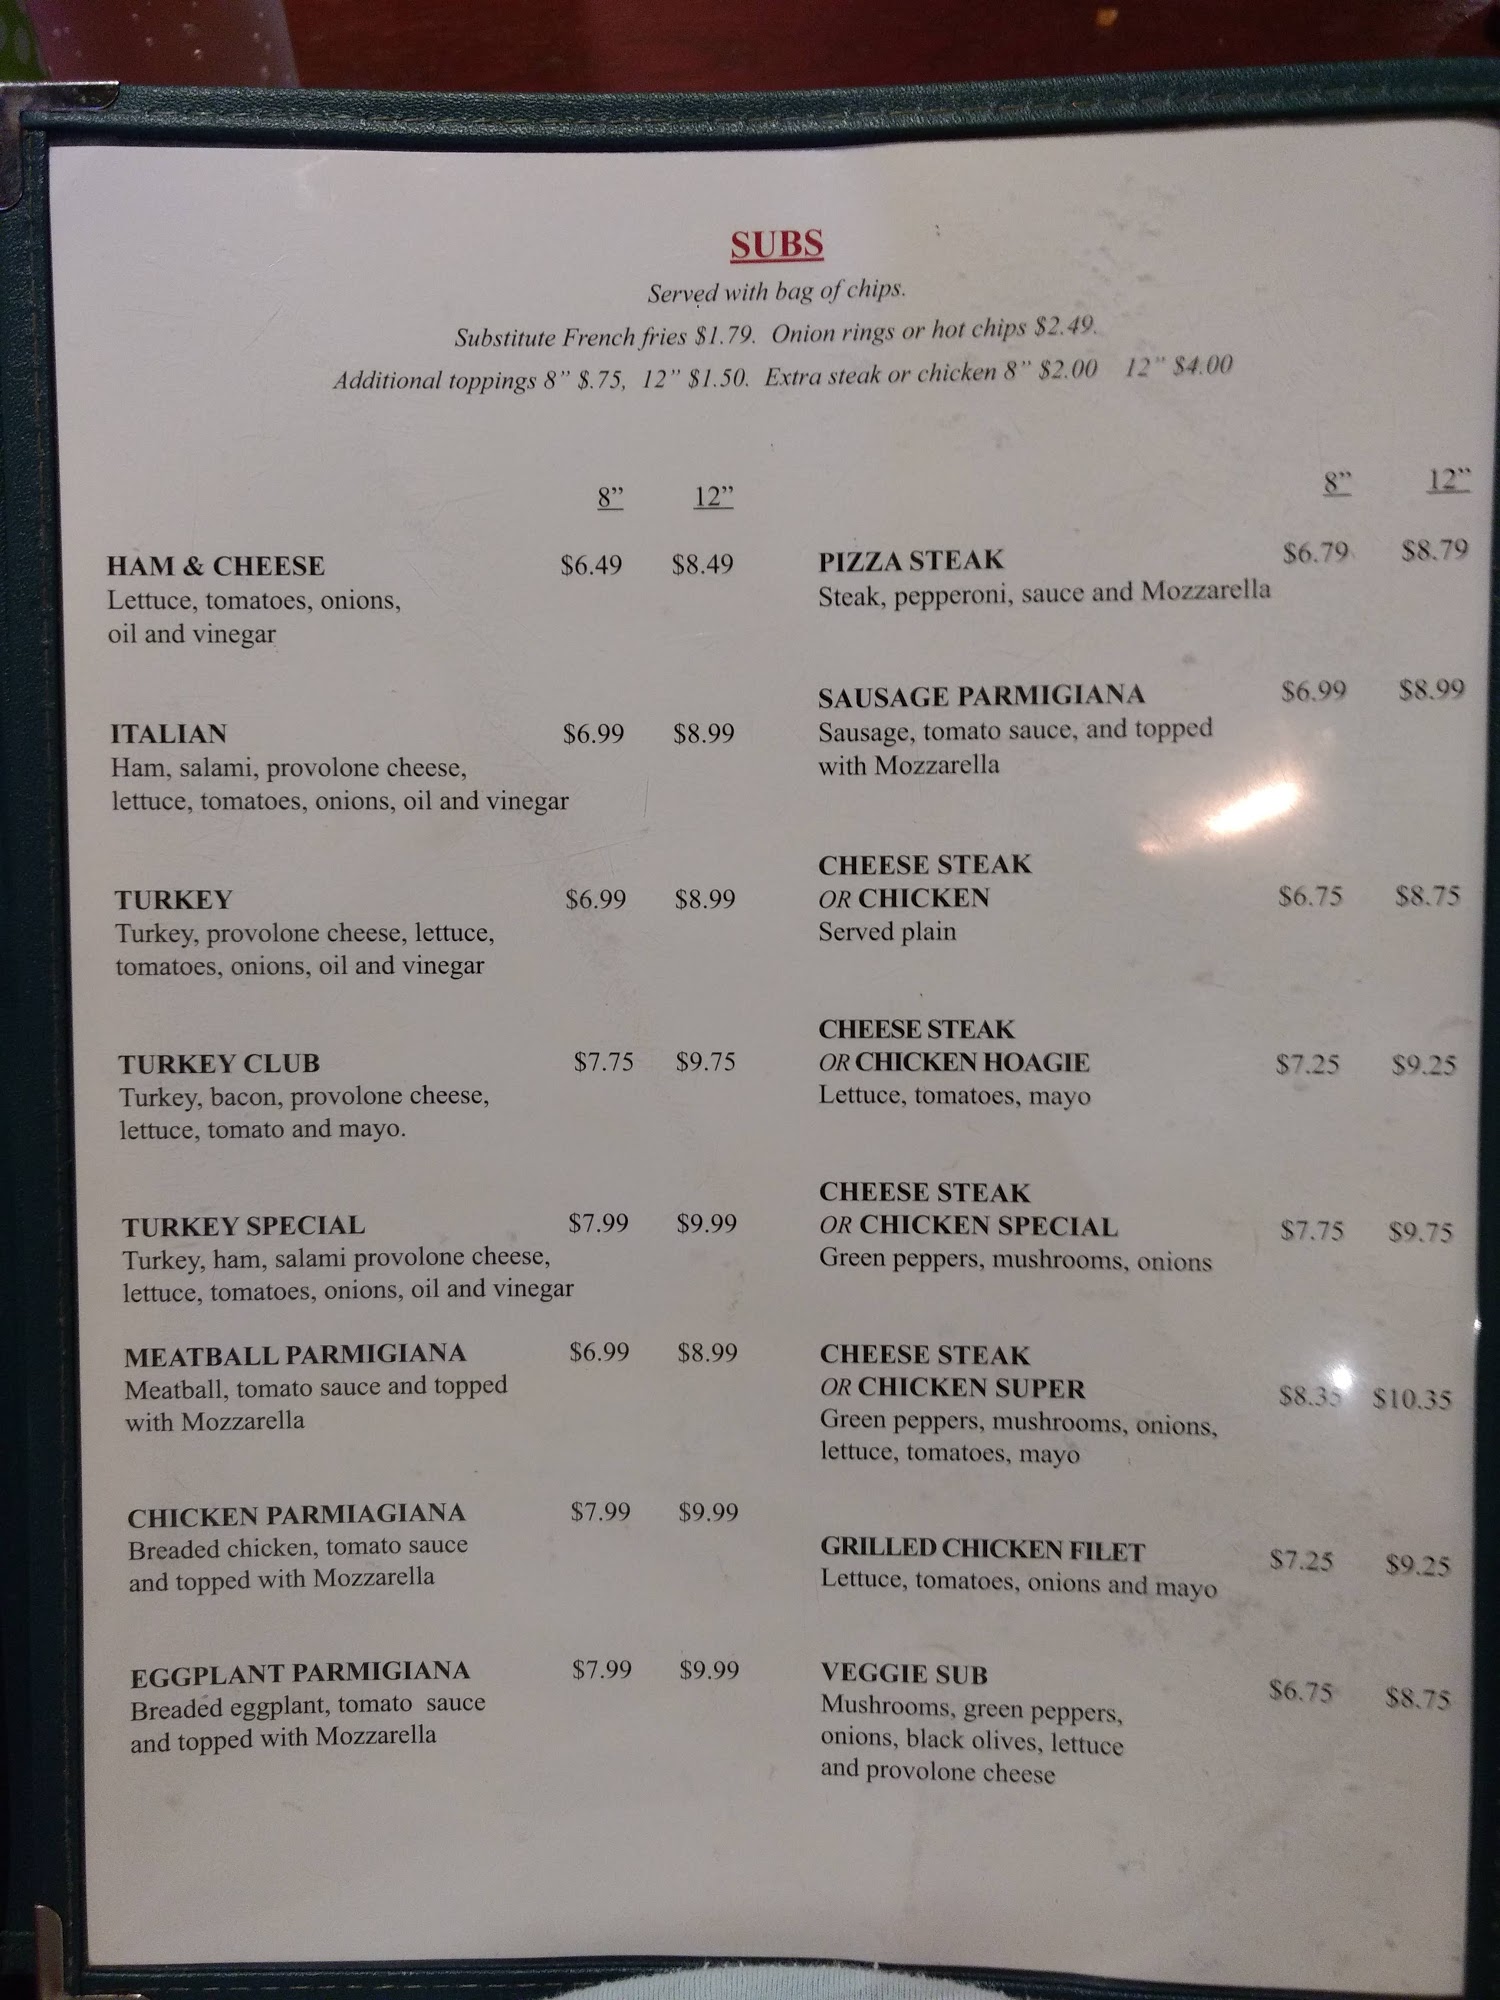 SUBS
Served with bag of chips.
Substitute French fries $1.79. Onion rings or hot chips $2.49.
Additional toppings 8” $.75, 12” $1.50. Extra steak or chicken 8” $2.00 12” $4.00
8” 12”
HAM & CHEESE $6.49 $8.49
Lettuce, tomatoes, onions,
oil and vinegar
ITALIAN $6.99 $8.99
Ham, salami, provolone cheese,
lettuce, tomatoes, onions, oil and vinegar
TURKEY $6.99 $8.99
Turkey, provolone cheese, lettuce,
tomatoes, onions, oil and vinegar
TURKEY CLUB $7.75 $9.75
Turkey, bacon, provolone cheese,
lettuce, tomato and mayo.
TURKEY SPECIAL $7.99 $9.99
Turkey, ham, salami provolone cheese,
lettuce, tomatoes, onions, oil and vinegar
MEATBALL PARMIGIANA $6.99 $8.99
Meatball, tomato sauce and topped
with Mozzarella
CHICKEN PARMIAGIANA $7.99 $9.99
Breaded chicken, tomato sauce
and topped with Mozzarella
EGGPLANT PARMIGIANA $7.99 $9.99
Breaded eggplant, tomato sauce
and topped with Mozzarella
8” 12”
PIZZA STEAK $6.79 $8.79
Steak, pepperoni, sauce and Mozzarella
SAUSAGE PARMIGIANA $6.99 $8.99
Sausage, tomato sauce, and topped
with Mozzarella
CHEESE STEAK
OR CHICKEN $6.75 $8.75
Served plain
CHEESE STEAK
OR CHICKEN HOAGIE $7.25 $9.25
Lettuce, tomatoes, mayo
CHEESE STEAK
OR CHICKEN SPECIAL $7.75 $9.75
Green peppers, mushrooms, onions
CHEESE STEAK
OR CHICKEN SUPER $8.35 $10.35
Green peppers, mushrooms, onions,
lettuce, tomatoes, mayo
GRILLED CHICKEN FILET $7.25 $9.25
Lettuce, tomatoes, onions and mayo
VEGGIE SUB $6.75 $8.75
Mushrooms, green peppers,
onions, black olives, lettuce
and provolone cheese